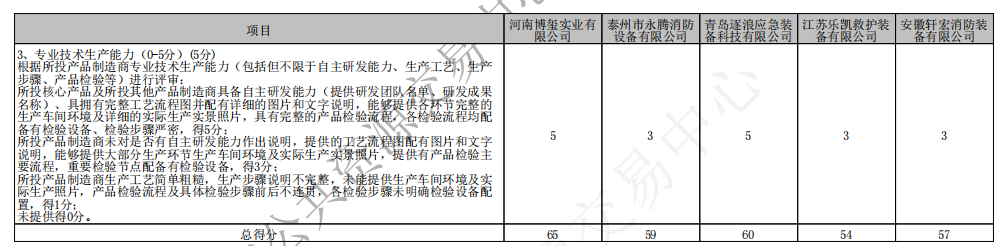 项目
河南博玺实业有限公司
泰州市永腾消防设备有限公司
青岛逐浪应急装备科技有限公司
江苏乐凯救护装备有限公司
安徽轩宏消防装备有限公司
3、专业技术生产能力（0-5分）(5分)
根据所投产品制造商专业技术生产能力（包括但不限于自主研发能力、生产工艺、生产
步骤、产品检验等）进行评审：
所投核心产品及所投其他产品制造商具备自主研发能力（提供研发团队名单、研发成果
名称）、具拥有完整工艺流程图并配有详细的图片和文字说明，能够提供各环节完整的
生产车间环境及详细的实际生产实景照片，具有完整的产品检验流程，各检验流程均配
备有检验设备、检验步骤严密，得5分；
所投产品制造商未对是否有自主研发能力作出说明，提供的工艺流程图配有图片和文字
说明，能够提供大部分生产环节生产车间环境及实际生产实景照片，提供有产品检验主
要流程，重要检验节点配备有检验设备，得3分；
所投产品制造商生产工艺简单粗糙，生产步骤说明不完整，未能提供生产车间环境及实
际生产照片，产品检验流程及具体检验步骤前后不连贯，各检验步骤未明确检验设备配
置，得1分；
未提供得0分。
5 3 5 3 3
总得分 65 59 60 54 57
公共资源交易中心
交易中心